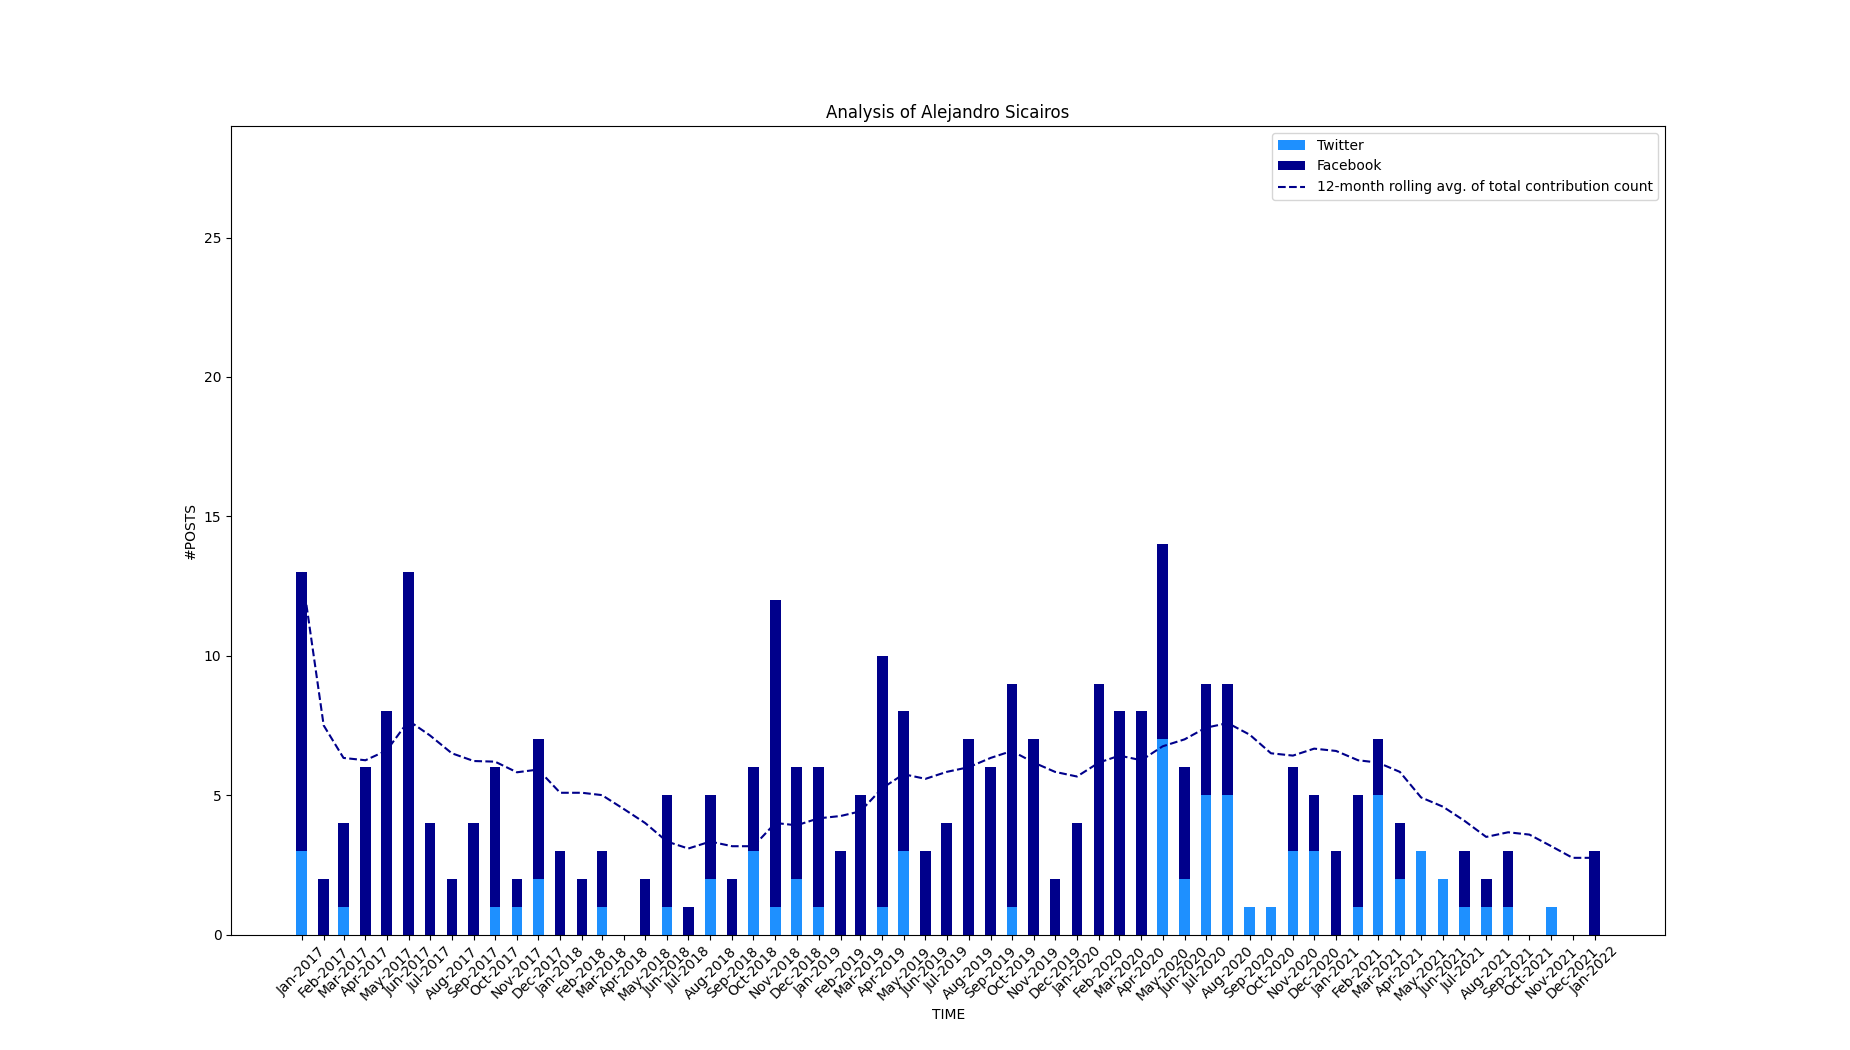 Analysis of Alejandro Sicairos
Twitter
Facebook
12-month rolling avg. of total contribution count
#POSTS
25
20
15
10
5
0
Jan-2017
Feb-2017
Mar-2017
Apr-2017
May-2017
Jun-2017
Jul-2017
Aug-2017
Sep-2017
Oct-2017
Nov-2017
Dec-2017
Jan-2018
Feb-2018
Mar-2018
Apr-2018
May-2018
Jun-2018
Jul-2018
Aug-2018
Sep-2018
Oct-2018
Nov-2018
Dec-2018
Jan-2019
Feb-2019
Mar-2019
Apr-2019
May-2019
Jun-2019
Jul-2019
Aug-2019
Sep-2019
Oct-2019
Nov-2019
Dec-2019
Jan-2020
Feb-2020
Mar-2020
Apr-2020
May-2020
Jun-2020
Jul-2020
Aug-2020
Sep-2020
Oct-2020
Nov-2020
Dec-2020
Jan-2021
Feb-2021
Mar-2021
Apr-2021
May-2021
Jun-2021
Jul-2021
Aug-2021
Sep-2021
Oct-2021
Nov-2021
Dec-2021
Jan-2022
TIME